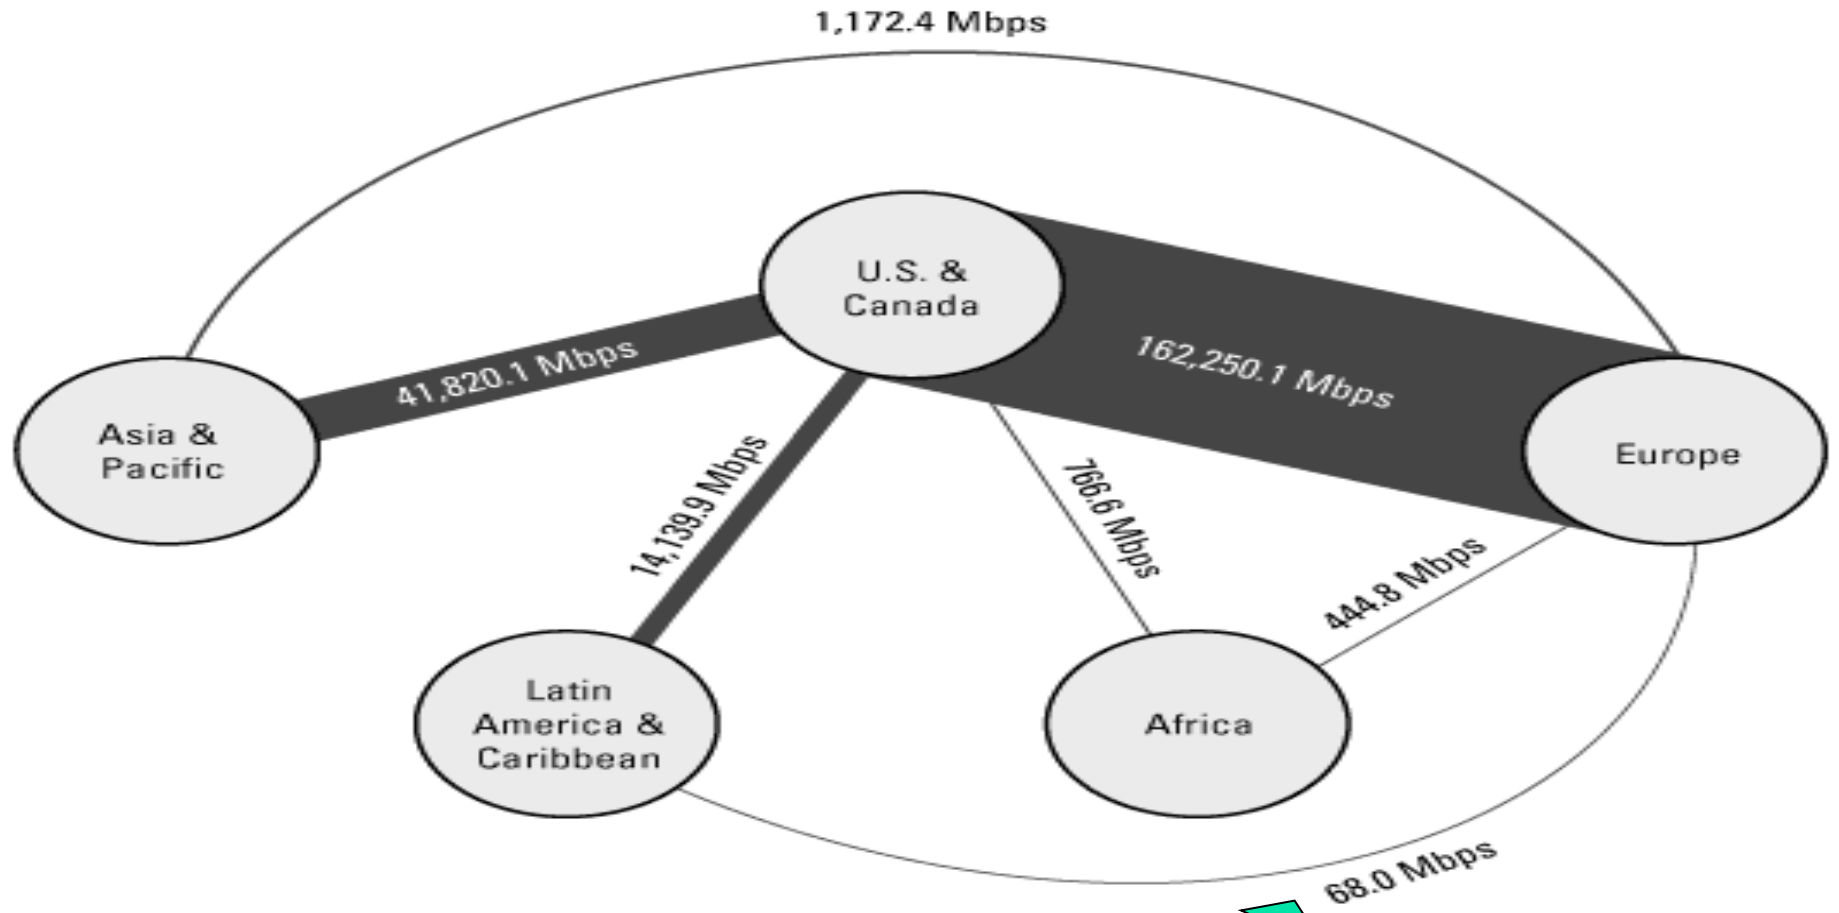 1,172.4 Mbps
U.S. &
Canada
162,250.1 Mbps
41,820.1 Mbps
Asia &
Pacific
Europe
14,139.9 Mbps
766.6 Mbps
444.8 Mbps
Latin
America &
Caribbean
Africa
68.0 Mbps